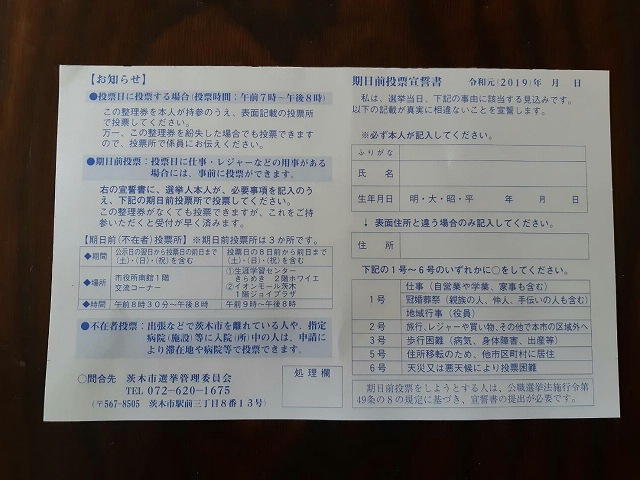 【お知らせ】
●投票日に投票する場合(投票時間：午前7時～午後8時)
この整理券を本人が持参のうえ、表面記載の投票所
で投票してください。
万一、この整理券を紛失した場合でも投票できます
ので、投票所で係員にお伝えください。
●期日前投票：投票日に仕事・レジャーなどの用事がある
場合には、事前に投票ができます。
右の宣誓書に、選挙人本人が、必要事項を記入のう
え、下記の期日前投票所で投票してください。
この整理券がなくても投票できますが、これをご持
参いただくと受付が早く済みます。
【期日前(不在者)投票所】※期日前投票所は3か所です。
◆期間 公示日の翌日から投票日の前日まで (土)・(日)・(祝)を含む 投票日の8日前から前日まで (土)・(日)・(祝)を含む
◆場所 市役所南館1階 交流コーナー ①生涯学習センター きらめき 2階ホワイエ ②イオンモール茨木 1階ジョイプラザ
◆時間 午前8時30分～午後8時 午前9時～午後8時
●不在者投票：出張などで茨木市を離れている人や、指定
病院(施設)等に入院(所)中の人は、申請
により滞在地や病院等で投票できます。
○問合先 茨木市選挙管理委員会
TEL 072-620-1675
(〒567-8505 茨木市駅前三丁目8番13号)
処理欄
期日前投票宣誓書 令和元(2019)年 月 日
私は、選挙当日、下記の事由に該当する見込みです。
以下の記載が真実に相違ないことを宣誓します。
※必ず本人が記入してください。
ふりがな
氏名
生年月日 明・大・昭・平 年 月 日
↓表面住所と違う場合のみ記入してください。
住所
下記の1号～6号のいずれかに○をしてください。
1号 仕事(自営業や学業、家事も含む)
冠婚葬祭(親族の人、仲人、手伝いの人も含む)
地域行事(役員)
2号 旅行、レジャーや買い物、その他で本市の区域外へ
3号 歩行困難(病気、身体障害、出産等)
5号 住所移転のため、他市区町村に居住
6号 天災又は悪天候により投票困難
期日前投票をしようとする人は、公職選挙法施行令第
49条の8の規定に基づき、宣誓書の提出が必要です。